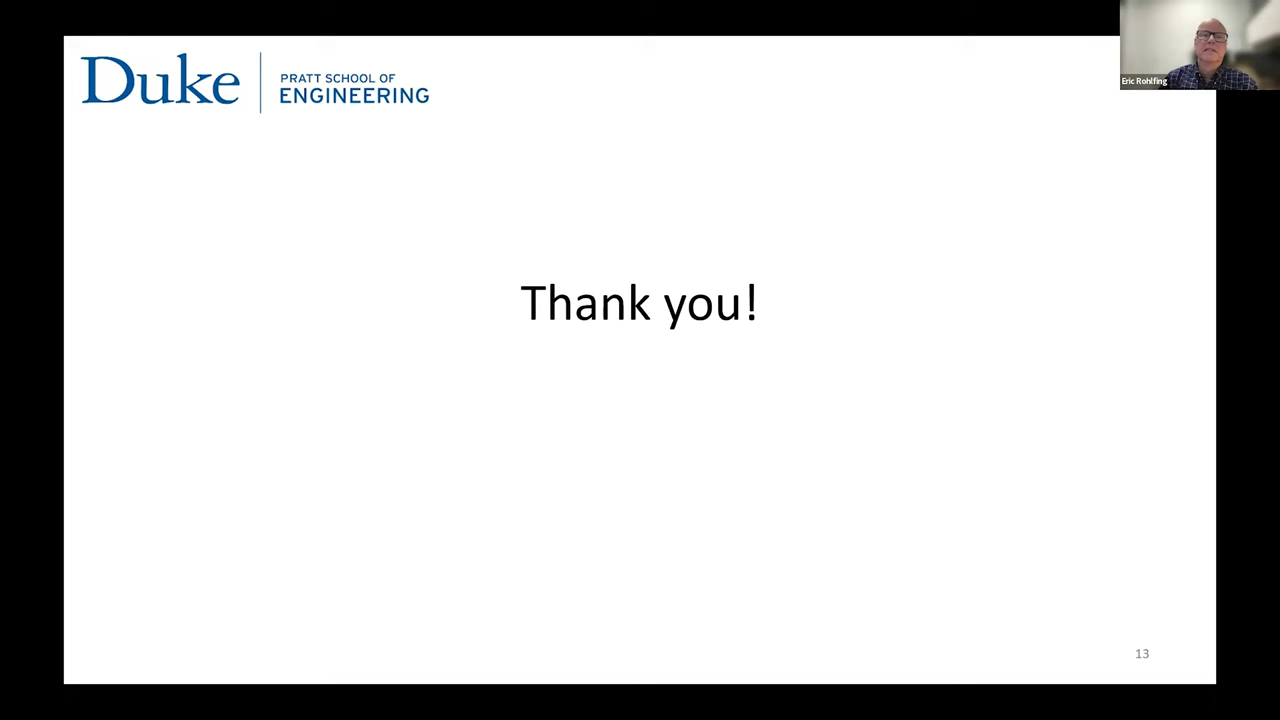 Duke
PRATT SCHOOL OF
ENGINEERING
Eric Rohlfing
Thank you!
13